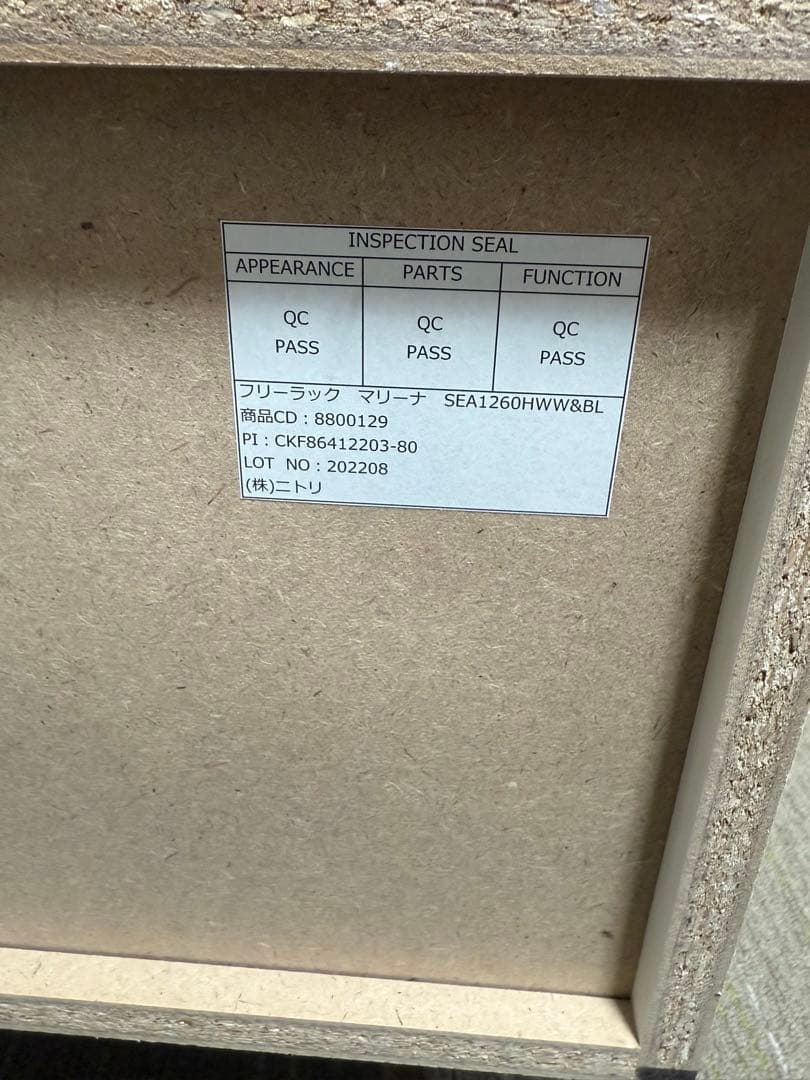 INSPECTION SEAL
APPEARANCE PARTS FUNCTION
QC QC QC
PASS PASS PASS
フリーラック　マリーナ　SEA1260HWW&BL
商品CD：8800129
PI：CKF86412203-80
LOT NO：202208
(株)ニトリ